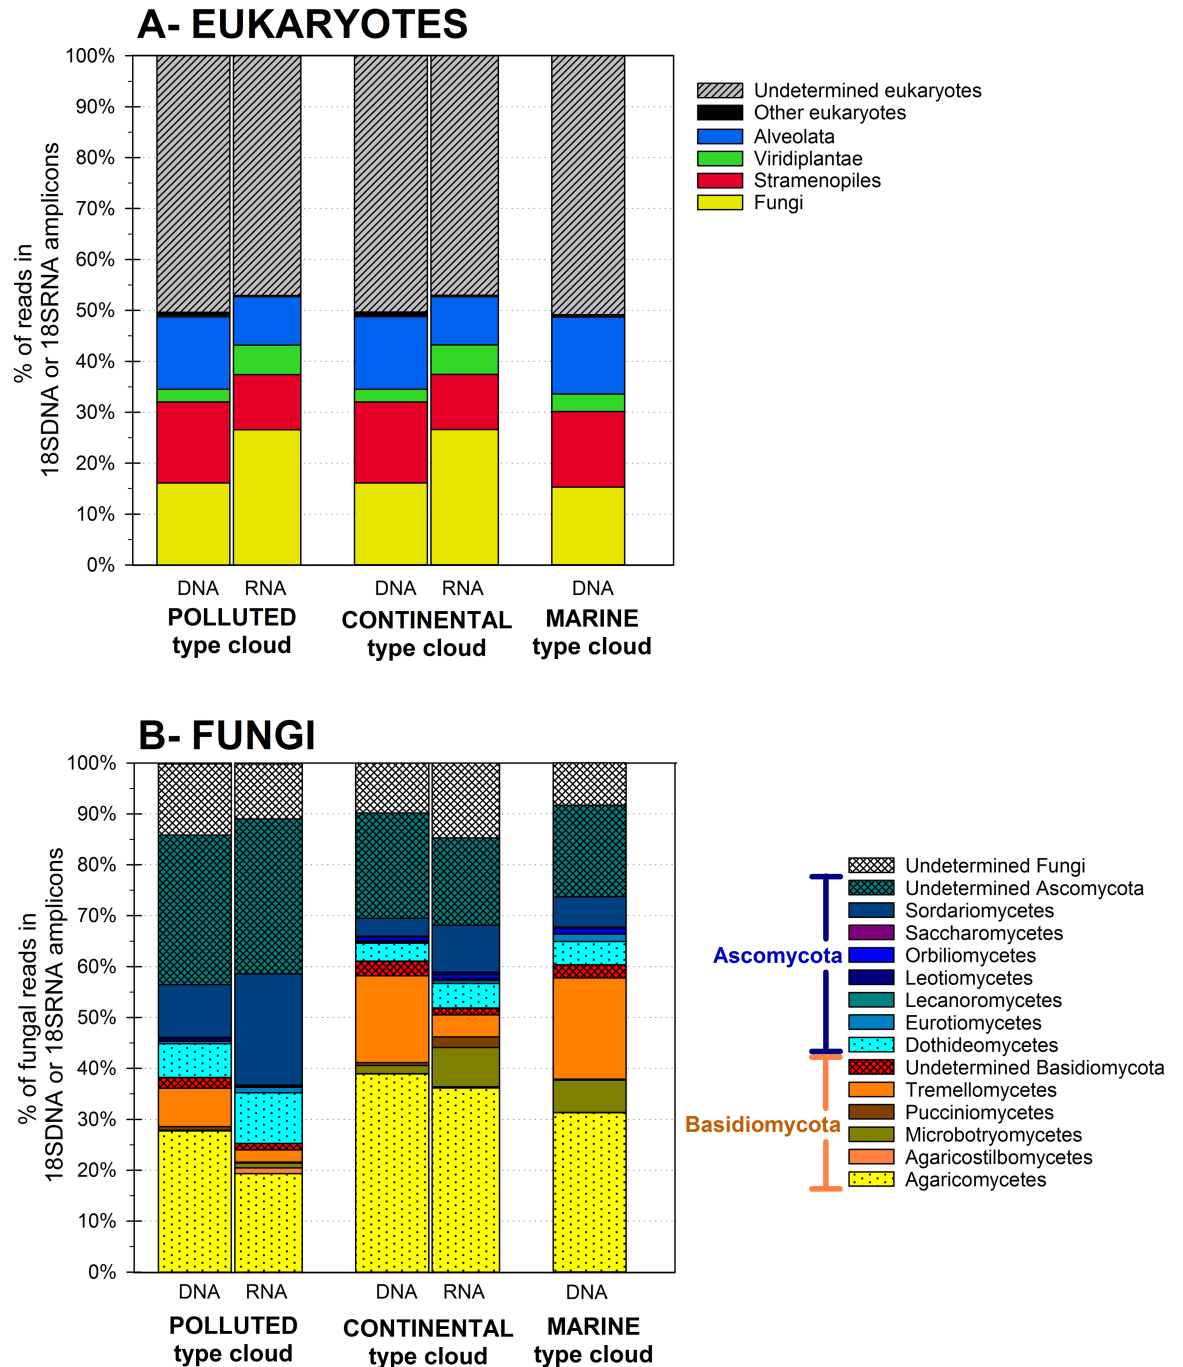 A- EUKARYOTES
% of reads in
18SDNA or 18SRNA amplicons
100%
90%
80%
70%
60%
50%
40%
30%
20%
10%
0%
Undetermined eukaryotes
Other eukaryotes
Alveolata
Viridiplantae
Stramenopiles
Fungi
DNA RNA DNA RNA DNA
POLLUTED CONTINENTAL MARINE
type cloud type cloud type cloud
B- FUNGI
% of fungal reads in
18SDNA or 18SRNA amplicons
100%
90%
80%
70%
60%
50%
40%
30%
20%
10%
0%
Undetermined Fungi
Undetermined Ascomycota
Sordariomycetes
Saccharomycetes
Ascomycota Orbiliomycetes
Leotiomycetes
Lecanoromycetes
Eurotiomycetes
Dothideomycetes
Undetermined Basidiomycota
Tremellomycetes
Basidiomycota Pucciniomycetes
Microbotryomycetes
Agaricostilbomycetes
Agaricomycetes
DNA RNA DNA RNA DNA
POLLUTED CONTINENTAL MARINE
type cloud type cloud type cloud